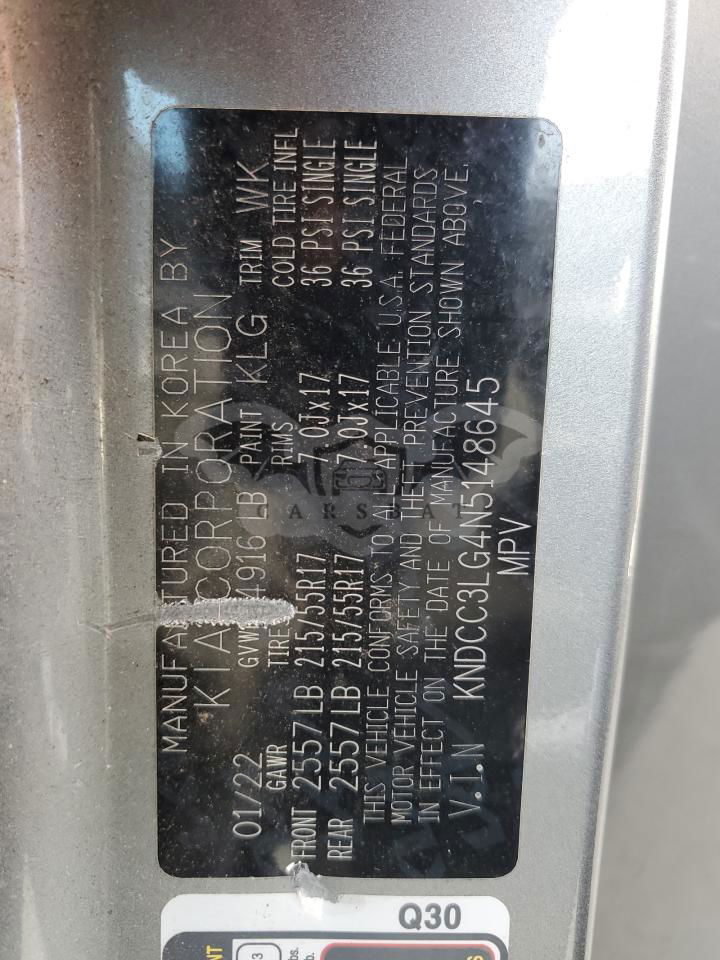 MANUFACTURED IN KOREA BY
KIA CORPORATION
01/22 GVWR 4916 LB PAINT KLG TRIM WK
GAWR TIRES RIMS COLD TIRE INFL
FRONT 2557 LB 215/55R17 7.0Jx17 36 PSI SINGLE
REAR 2557 LB 215/55R17 7.0Jx17 36 PSI SINGLE
THIS VEHICLE CONFORMS TO ALL APPLICABLE U.S.A. FEDERAL
MOTOR VEHICLE SAFETY AND THEFT PREVENTION STANDARDS
IN EFFECT ON THE DATE OF MANUFACTURE SHOWN ABOVE.
V.I.N KNDCC3LG4N5148645
MPV
CARSBAT
Q30